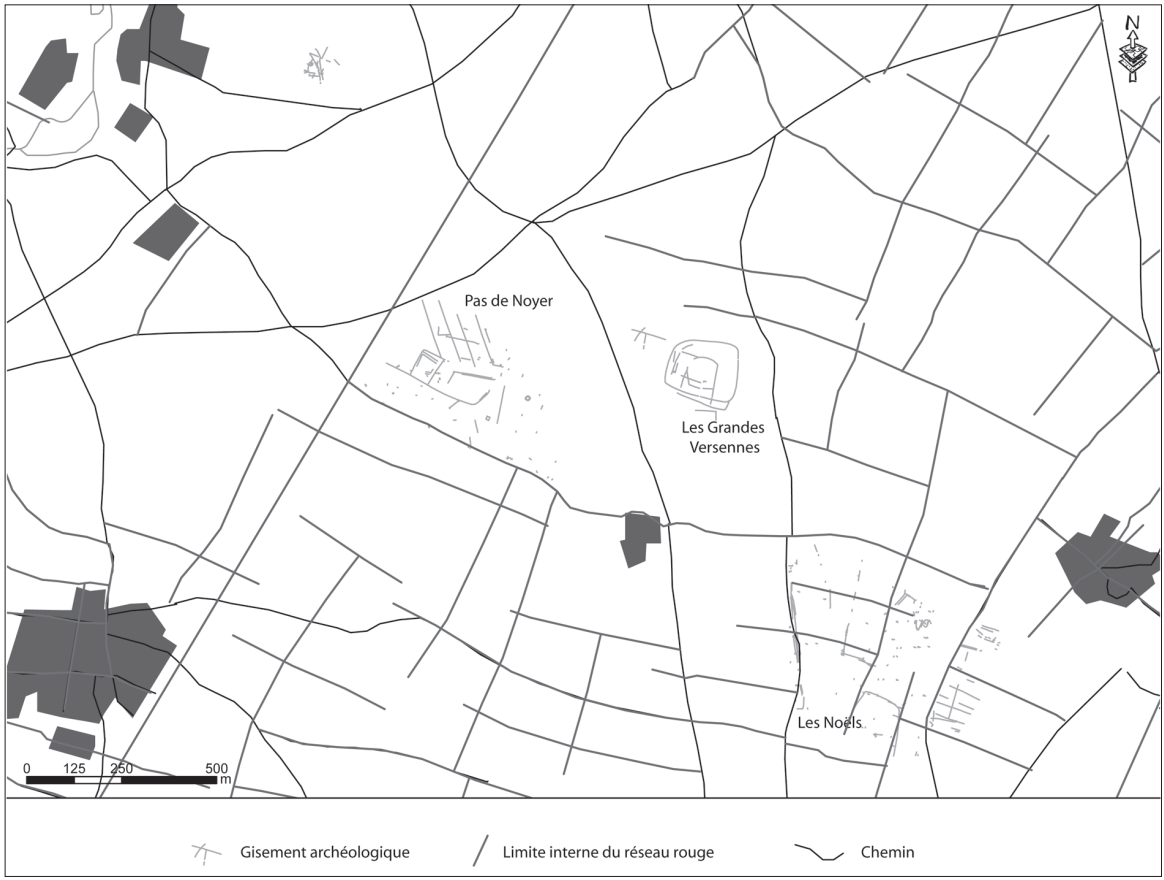 N
Pas de Noyer
Les Grandes
Versennes
Les Noëls
0 125 250 500
m
Gisement archéologique
Limite interne du réseau rouge
Chemin